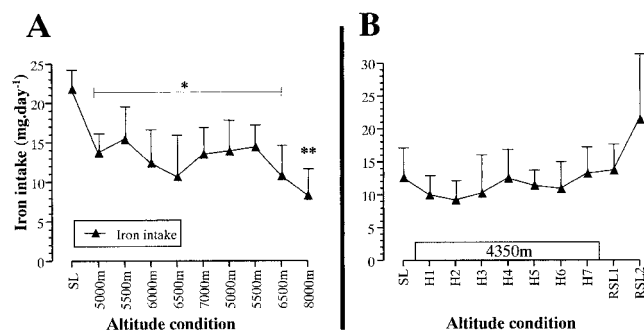 A
B
Iron intake (mg.day⁻¹)
25
20
15
10
5
0
*
**
Iron intake
SL
5000m
5500m
6000m
6500m
7000m
5000m
5500m
6500m
8000m
Altitude condition
35
30
25
20
15
10
5
0
4350m
SL
H1
H2
H3
H4
H5
H6
H7
RSL1
RSL2
Altitude condition